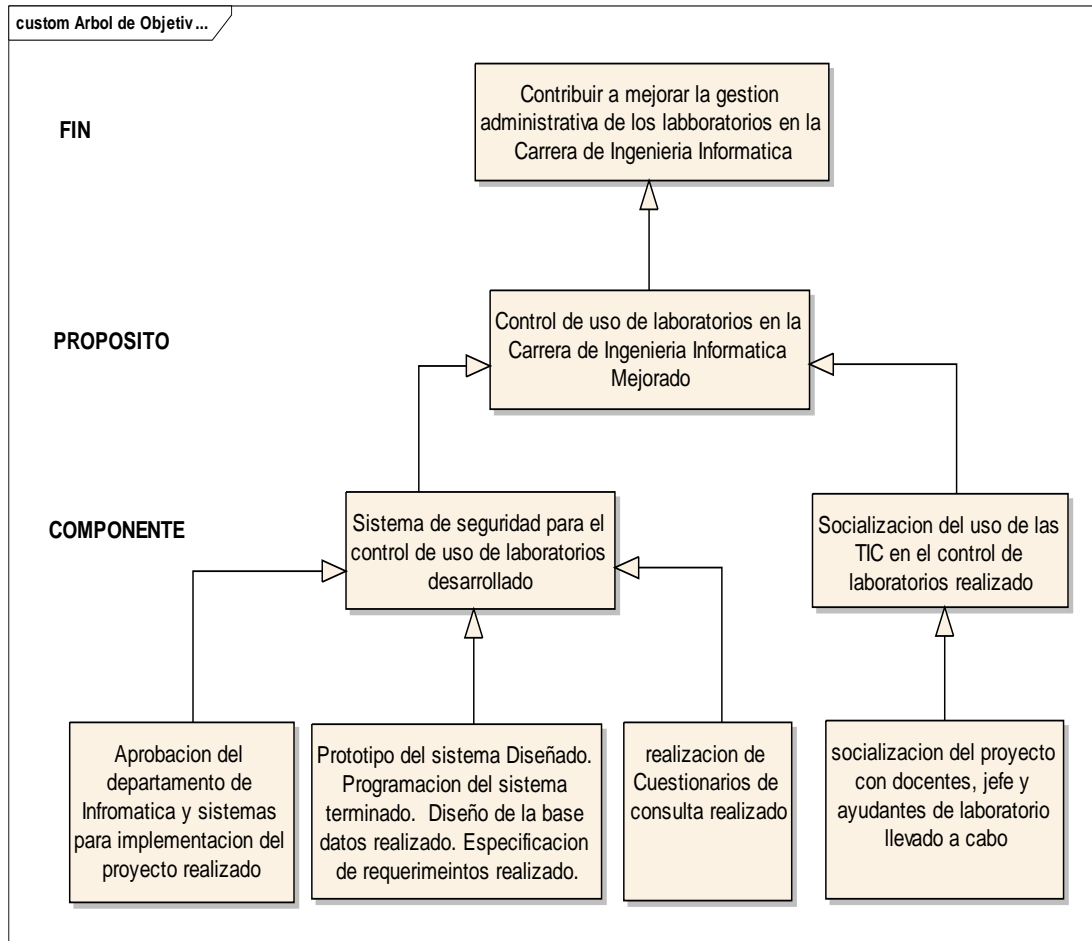 custom Arbol de Objetiv ...
FIN
Contribuir a mejorar la gestion
administrativa de los labboratorios en la
Carrera de Ingenieria Informatica
PROPOSITO
Control de uso de laboratorios en la
Carrera de Ingenieria Informatica
Mejorado
COMPONENTE
Sistema de seguridad para el
control de uso de laboratorios
desarrollado
Socializacion del uso de las
TIC en el control de
laboratorios realizado
Aprobacion del
departamento de
Infromatica y sistemas
para implementacion del
proyecto realizado
Prototipo del sistema Diseñado.
Programacion del sistema
terminado. Diseño de la base
datos realizado. Especificacion
de requerimeintos realizado.
realizacion de
Cuestionarios de
consulta realizado
socializacion del proyecto
con docentes, jefe y
ayudantes de laboratorio
llevado a cabo